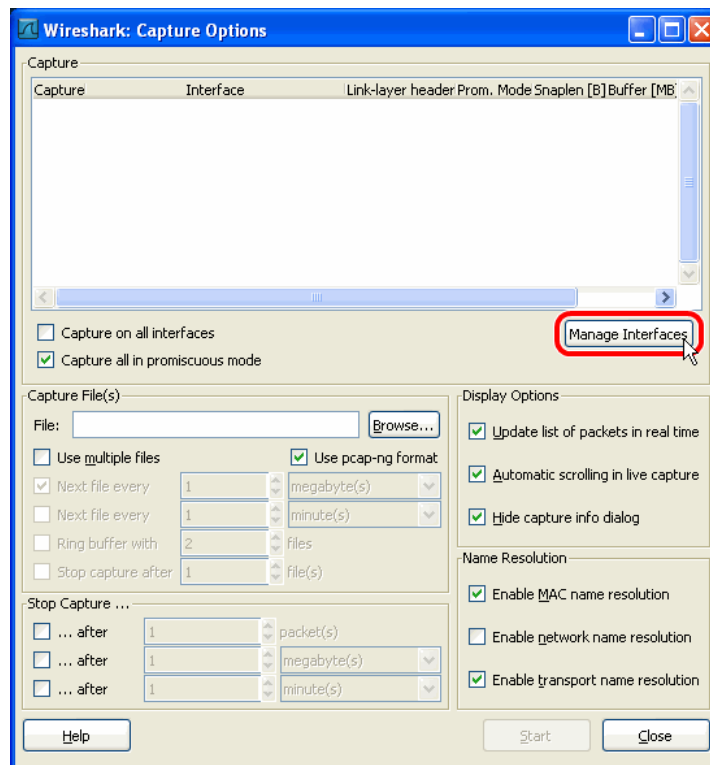 Wireshark: Capture Options
Capture
Capture Interface Link-layer header Prom. Mode Snaplen [B] Buffer [MB]
Capture on all interfaces
Manage Interfaces
Capture all in promiscuous mode
Capture File(s)
File: Browse...
Use multiple files Use pcap-ng format
Next file every 1 megabyte(s)
Next file every 1 minute(s)
Ring buffer with 2 files
Stop capture after 1 file(s)
Stop Capture ...
... after 1 packet(s)
... after 1 megabyte(s)
... after 1 minute(s)
Display Options
Update list of packets in real time
Automatic scrolling in live capture
Hide capture info dialog
Name Resolution
Enable MAC name resolution
Enable network name resolution
Enable transport name resolution
Help Start Close